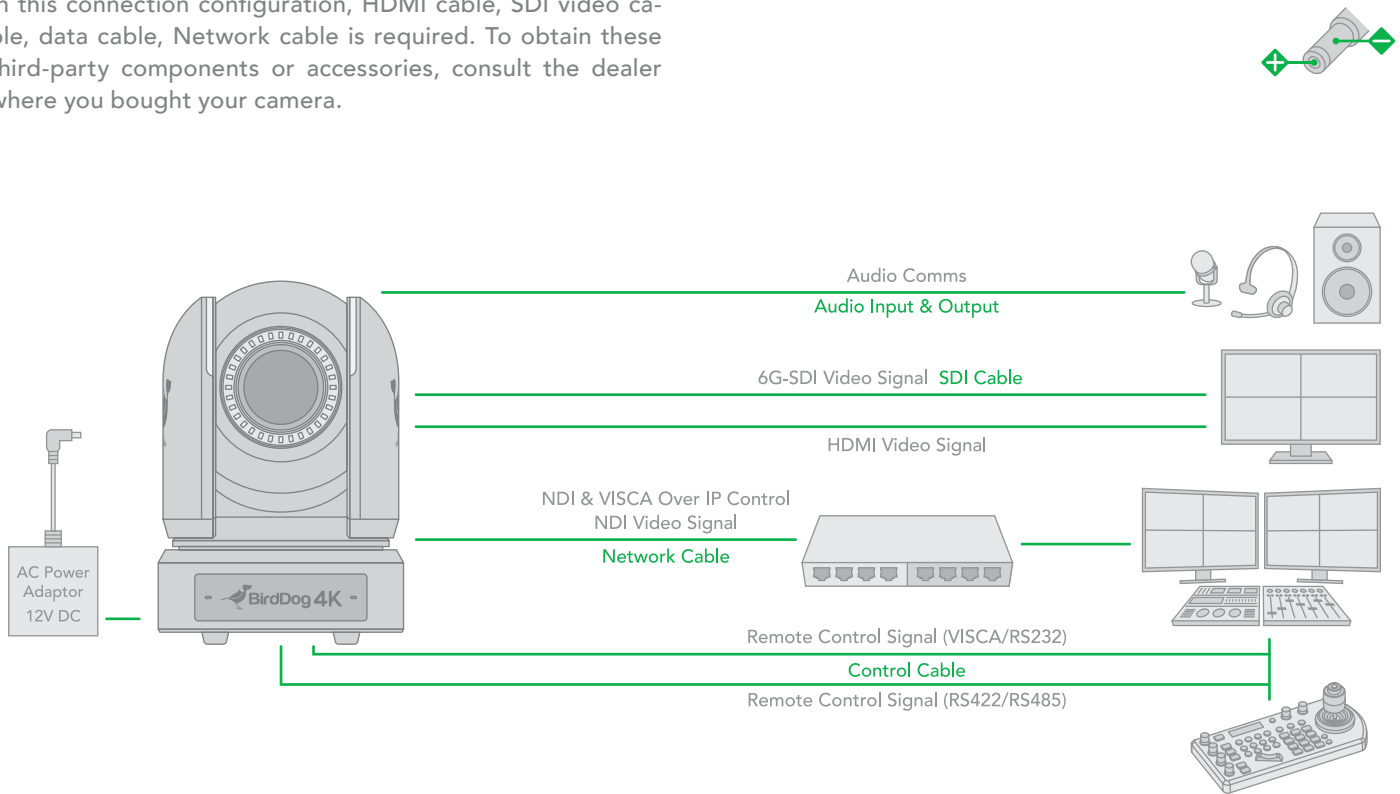 this connection configuration, HDMI cable, SDI video ca-
ble, data cable, Network cable is required. To obtain these
third-party components or accessories, consult the dealer
where you bought your camera.
Audio Comms
Audio Input & Output
6G-SDI Video Signal SDI Cable
HDMI Video Signal
NDI & VISCA Over IP Control
NDI Video Signal
Network Cable
AC Power
Adaptor
12V DC
BirdDog 4K
Remote Control Signal (VISCA/RS232)
Control Cable
Remote Control Signal (RS422/RS485)